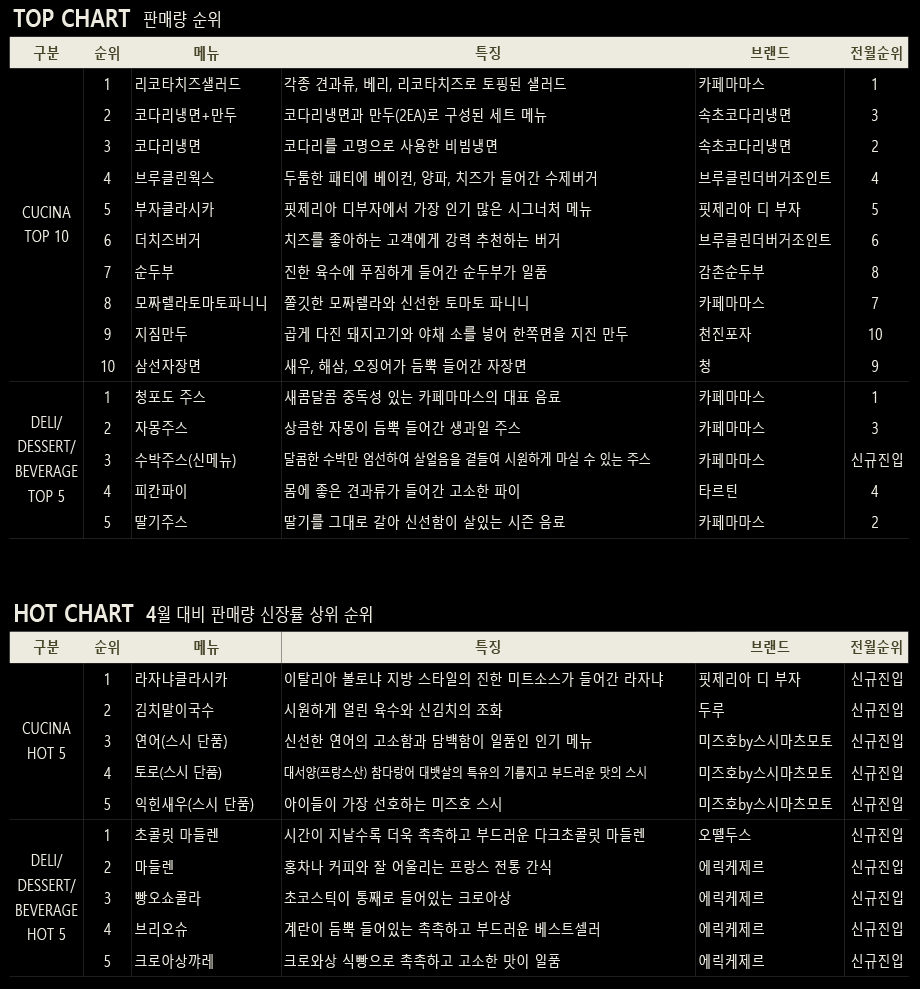 TOP CHART 판매량 순위
구분 순위 메뉴 특징 브랜드 전월순위
CUCINA
TOP 10
1 리코타치즈샐러드 각종 견과류, 베리, 리코타치즈로 토핑된 샐러드 카페마마스 1
2 코다리냉면+만두 코다리냉면과 만두(2EA)로 구성된 세트 메뉴 속초코다리냉면 3
3 코다리냉면 코다리를 고명으로 사용한 비빔냉면 속초코다리냉면 2
4 브루클린웍스 두툼한 패티에 베이컨, 양파, 치즈가 들어간 수제버거 브루클린더버거조인트 4
5 부자클라시카 핏제리아 디부자에서 가장 인기 많은 시그너처 메뉴 핏제리아 디 부자 5
6 더치즈버거 치즈를 좋아하는 고객에게 강력 추천하는 버거 브루클린더버거조인트 6
7 순두부 진한 육수에 푸짐하게 들어간 순두부가 일품 감촌순두부 8
8 모짜렐라토마토파니니 쫄깃한 모짜렐라와 신선한 토마토 파니니 카페마마스 7
9 지짐만두 곱게 다진 돼지고기와 야채 소를 넣어 한쪽면을 지진 만두 천진포자 10
10 삼선자장면 새우, 해삼, 오징어가 듬뿍 들어간 자장면 청 9
DELI/
DESSERT/
BEVERAGE
TOP 5
1 청포도 주스 새콤달콤 중독성 있는 카페마마스의 대표 음료 카페마마스 1
2 자몽주스 상큼한 자몽이 듬뿍 들어간 생과일 주스 카페마마스 3
3 수박주스(신메뉴) 달콤한 수박만 엄선하여 살얼음을 곁들여 시원하게 마실 수 있는 주스 카페마마스 신규진입
4 피칸파이 몸에 좋은 견과류가 들어간 고소한 파이 타르틴 4
5 딸기주스 딸기를 그대로 갈아 신선함이 살있는 시즌 음료 카페마마스 2
HOT CHART 4월 대비 판매량 신장률 상위 순위
구분 순위 메뉴 특징 브랜드 전월순위
CUCINA
HOT 5
1 라자냐클라시카 이탈리아 볼로냐 지방 스타일의 진한 미트소스가 들어간 라자냐 핏제리아 디 부자 신규진입
2 김치말이국수 시원하게 얼린 육수와 신김치의 조화 두루 신규진입
3 연어(스시 단품) 신선한 연어의 고소함과 담백함이 일품인 인기 메뉴 미즈호by스시마츠모토 신규진입
4 토로(스시 단품) 대서양(프랑스산) 참다랑어 대뱃살의 특유의 기름지고 부드러운 맛의 스시 미즈호by스시마츠모토 신규진입
5 익힌새우(스시 단품) 아이들이 가장 선호하는 미즈호 스시 미즈호by스시마츠모토 신규진입
DELI/
DESSERT/
BEVERAGE
HOT 5
1 초콜릿 마들렌 시간이 지날수록 더욱 촉촉하고 부드러운 다크초콜릿 마들렌 오뗄두스 신규진입
2 마들렌 홍차나 커피와 잘 어울리는 프랑스 전통 간식 에릭케제르 신규진입
3 빵오쇼콜라 초코스틱이 통째로 들어있는 크로아상 에릭케제르 신규진입
4 브리오슈 계란이 듬뿍 들어있는 촉촉하고 부드러운 베스트셀러 에릭케제르 신규진입
5 크로아상꺄레 크로와상 식빵으로 촉촉하고 고소한 맛이 일품 에릭케제르 신규진입